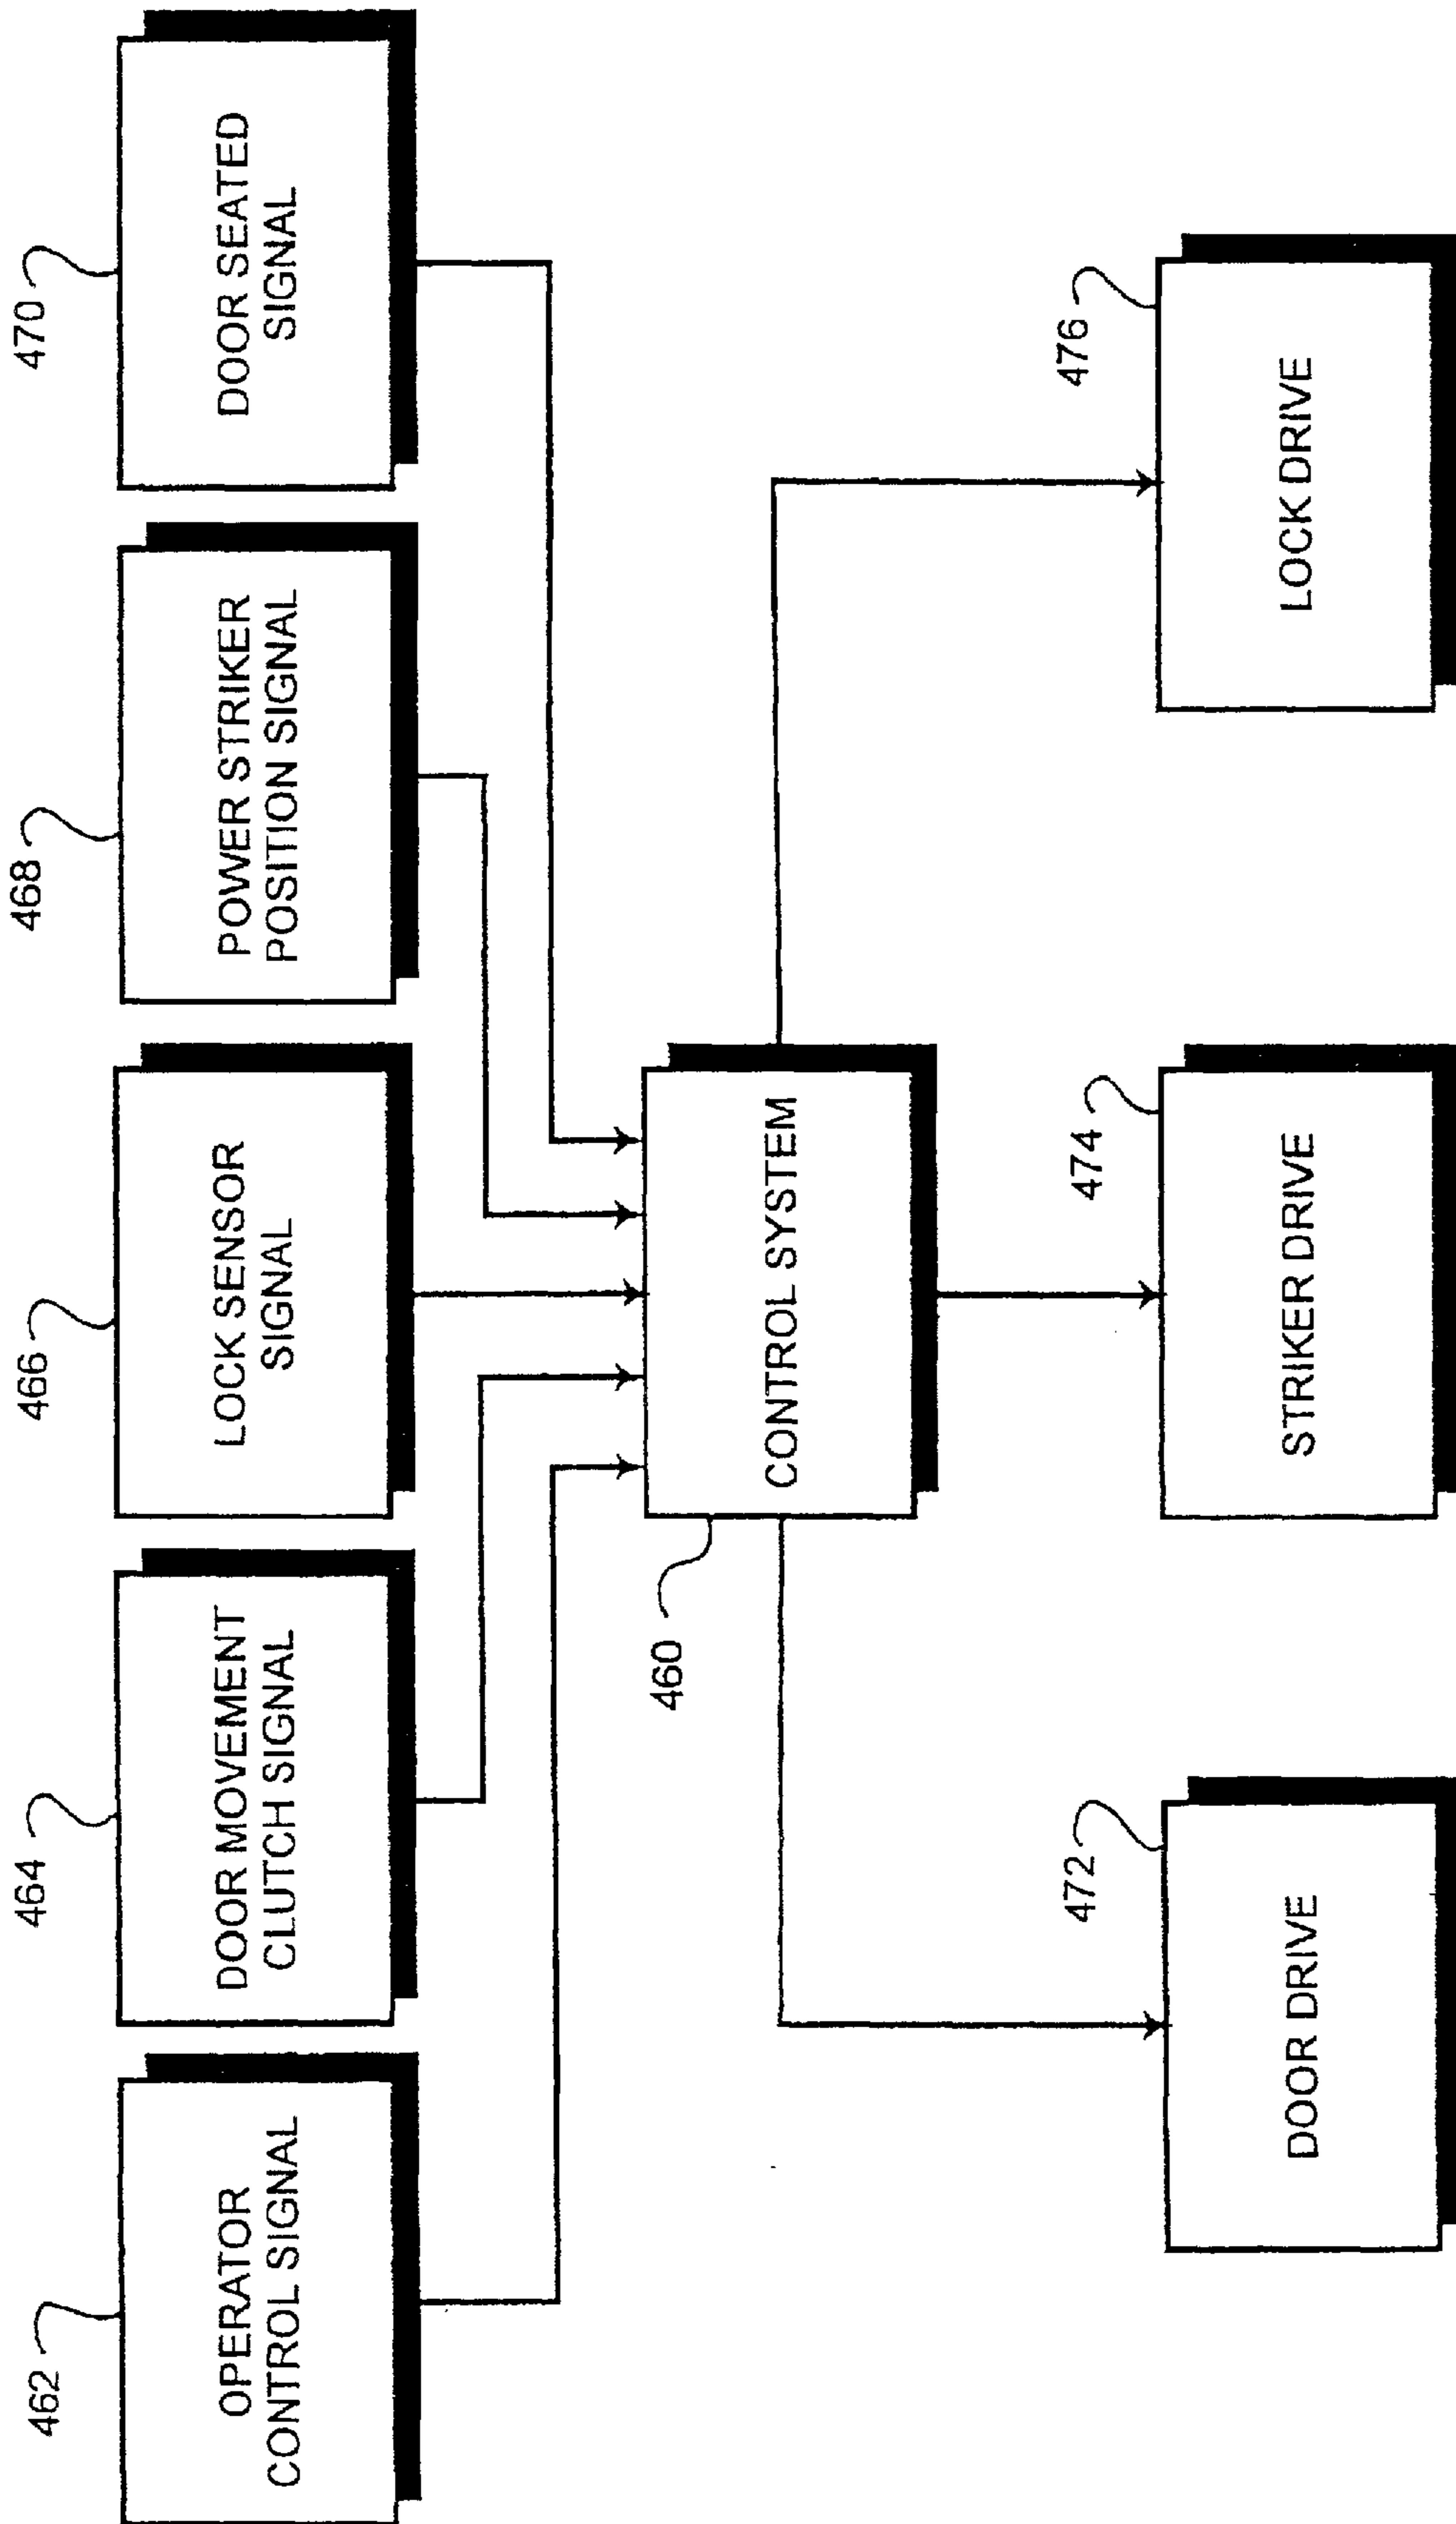 462
OPERATOR
CONTROL SIGNAL
464
DOOR MOVEMENT
CLUTCH SIGNAL
466
LOCK SENSOR
SIGNAL
468
POWER STRIKER
POSITION SIGNAL
470
DOOR SEATED
SIGNAL
460
CONTROL SYSTEM
472
DOOR DRIVE
474
STRIKER DRIVE
476
LOCK DRIVE